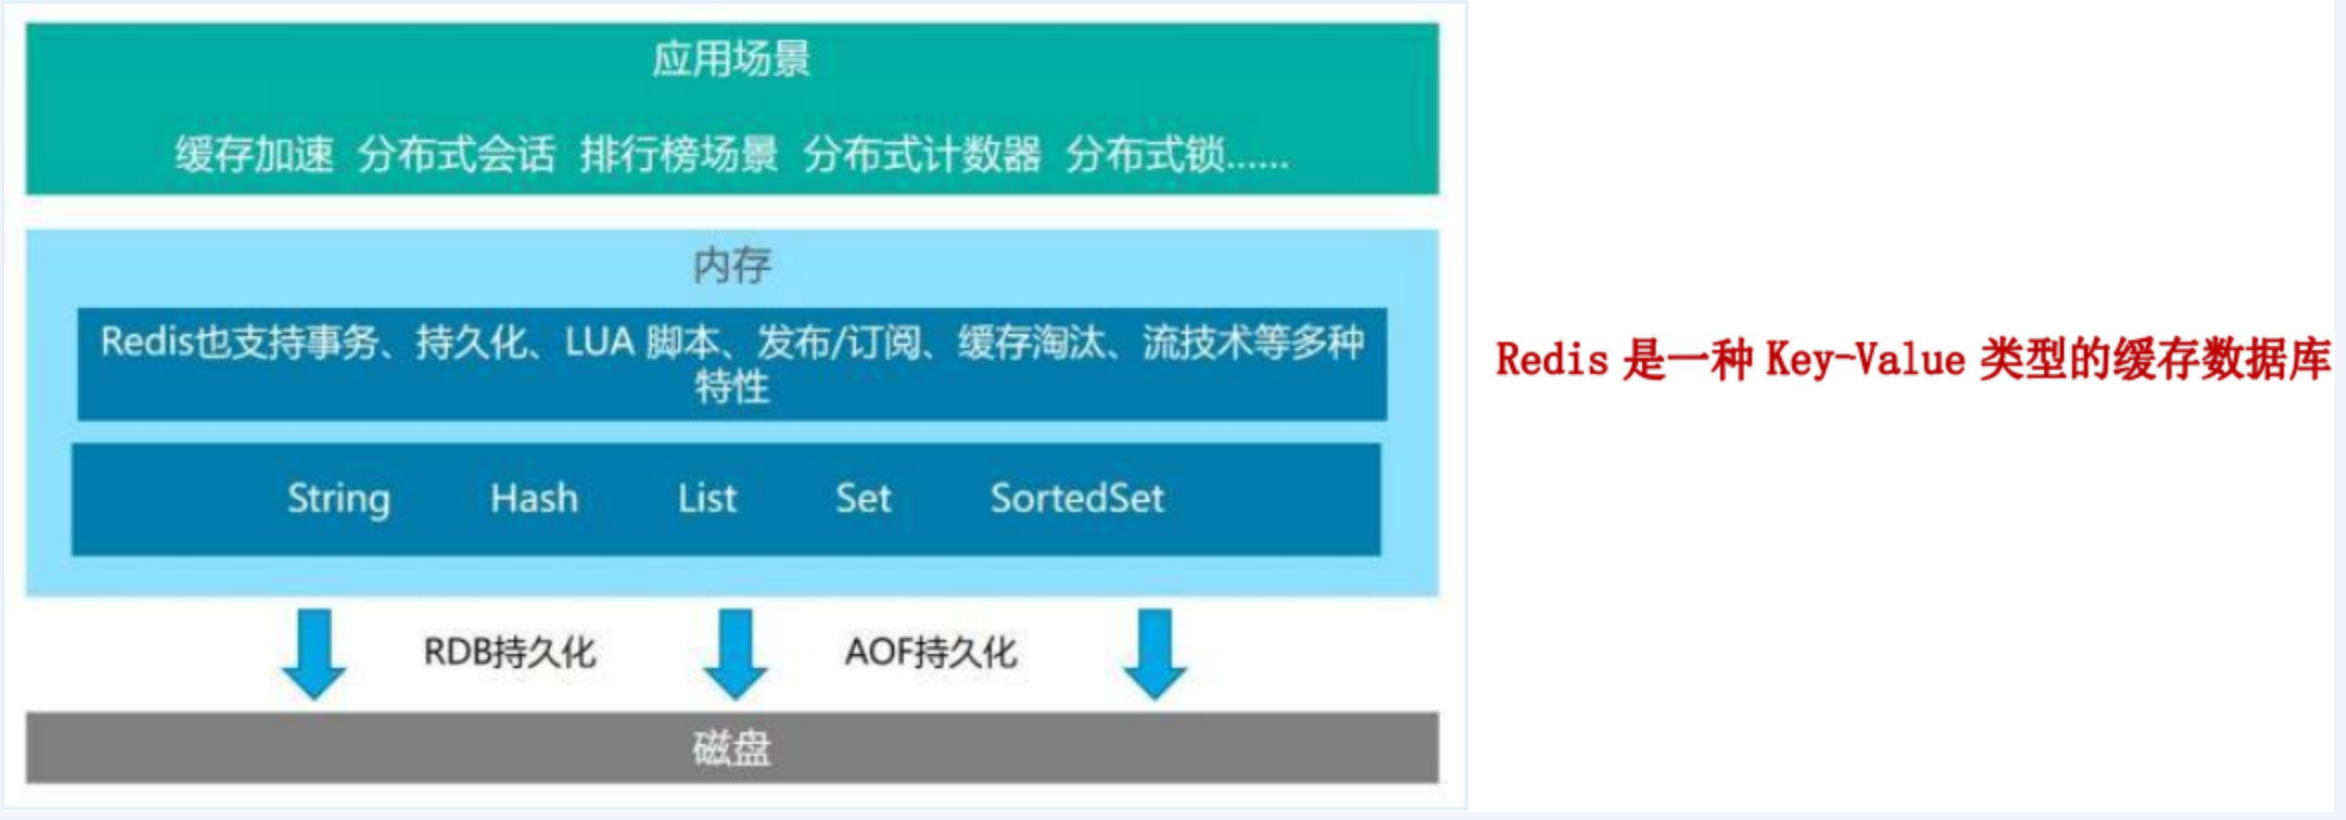 应用场景
缓存加速 分布式会话 排行榜场景 分布式计数器 分布式锁......
内存
Redis也支持事务、持久化、LUA 脚本、发布/订阅、缓存淘汰、流技术等多种
特性
String Hash List Set SortedSet
RDB持久化 AOF持久化
磁盘
Redis 是一种 Key-Value 类型的缓存数据库